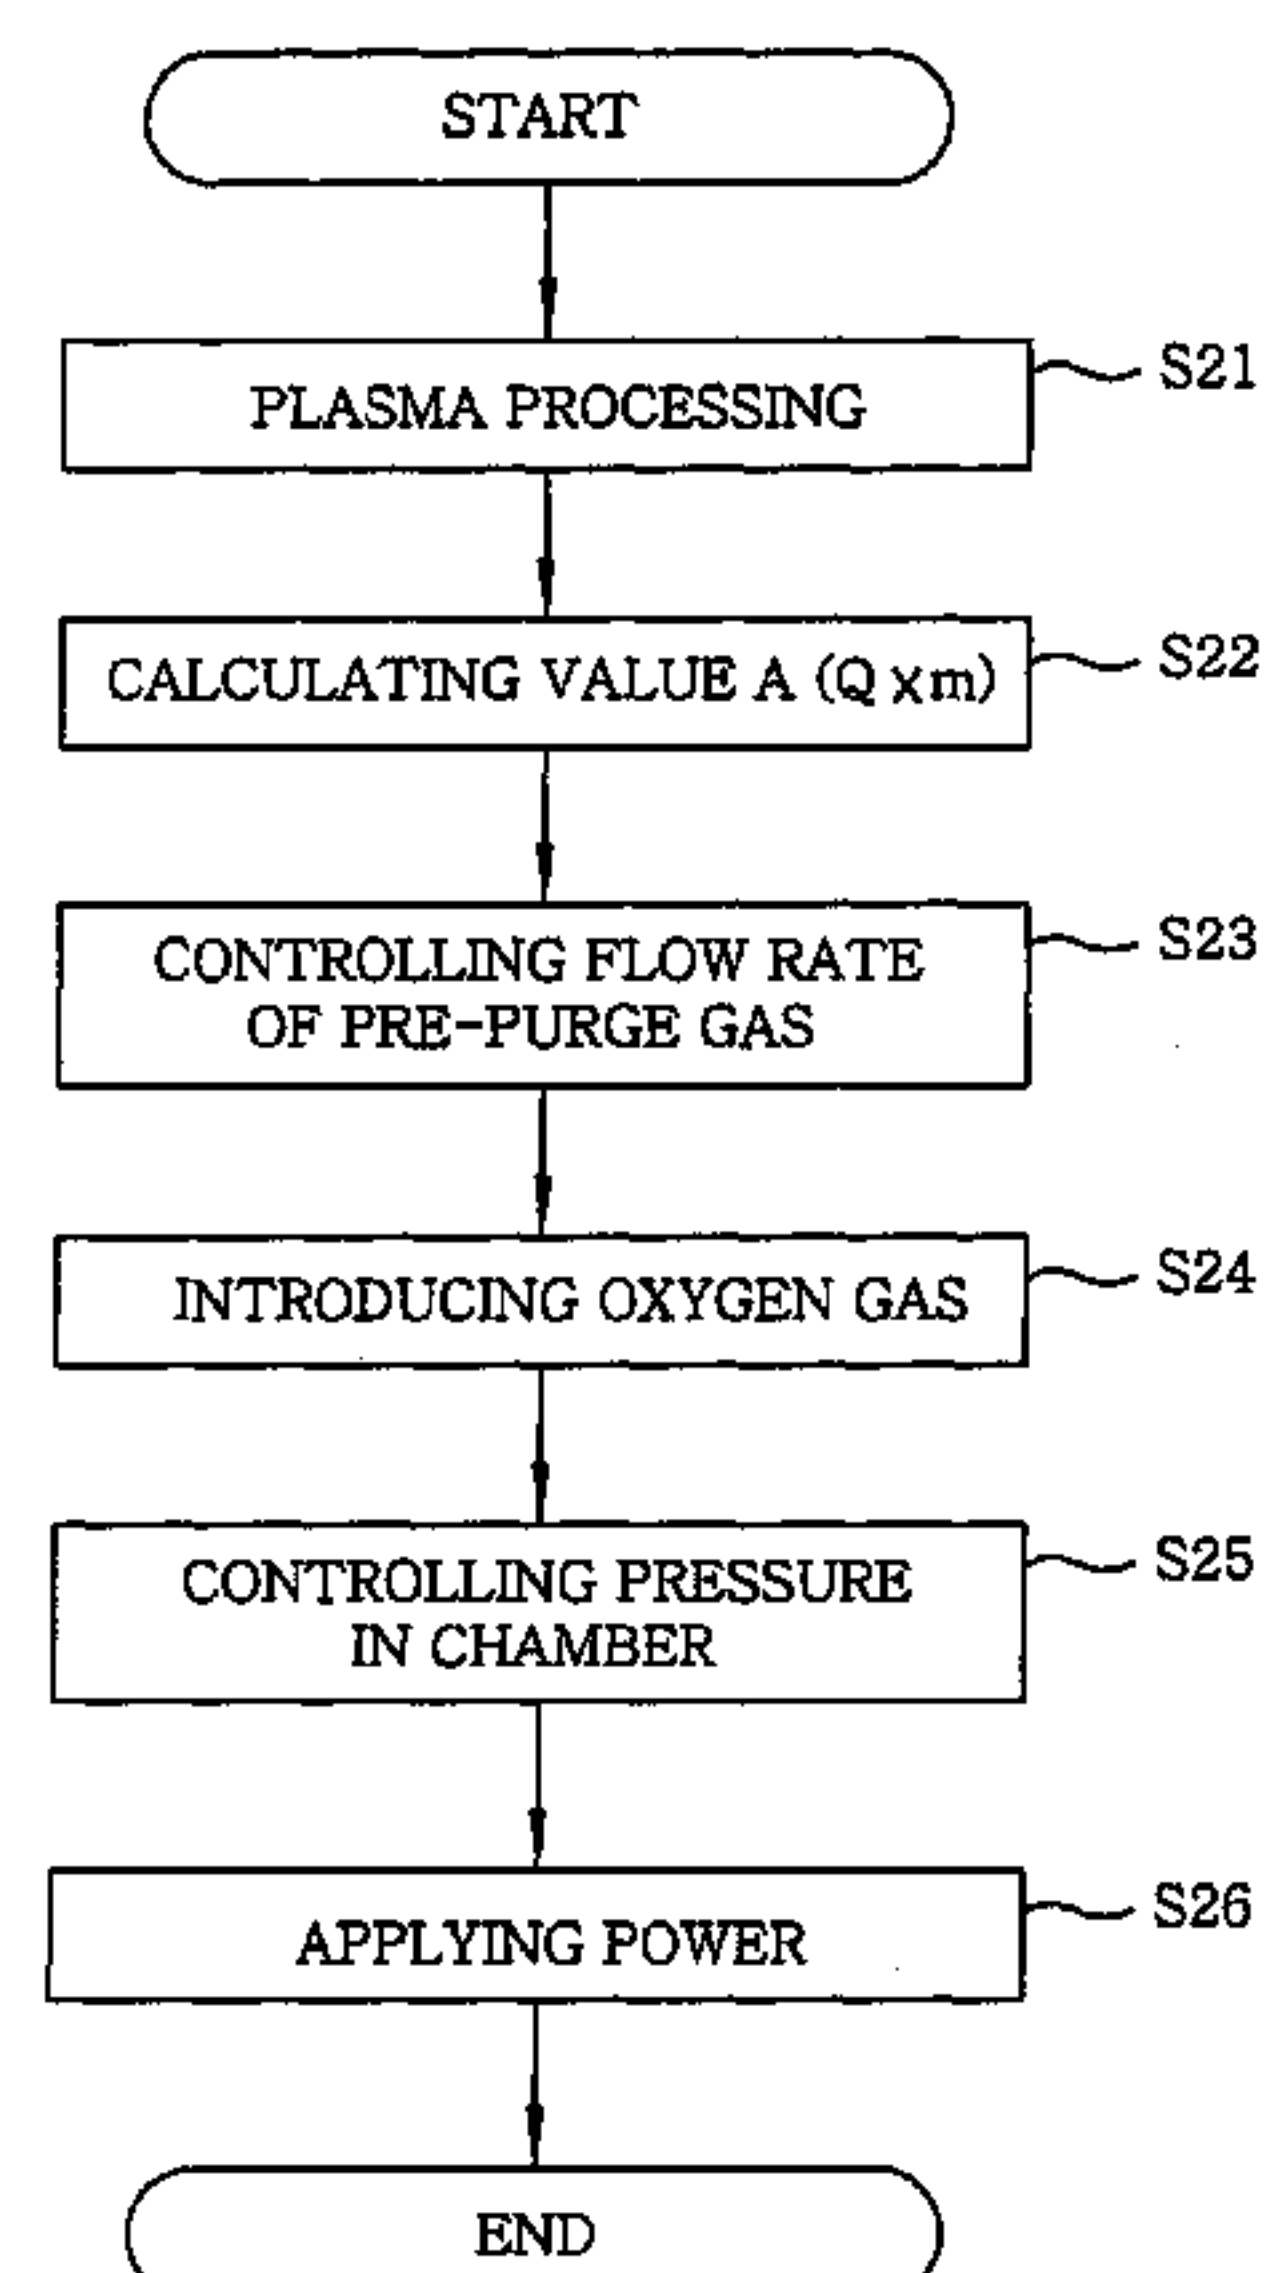 START
PLASMA PROCESSING
S21
CALCULATING VALUE A (Q×m)
S22
CONTROLLING FLOW RATE
OF PRE-PURGE GAS
S23
INTRODUCING OXYGEN GAS
S24
CONTROLLING PRESSURE
IN CHAMBER
S25
APPLYING POWER
S26
END